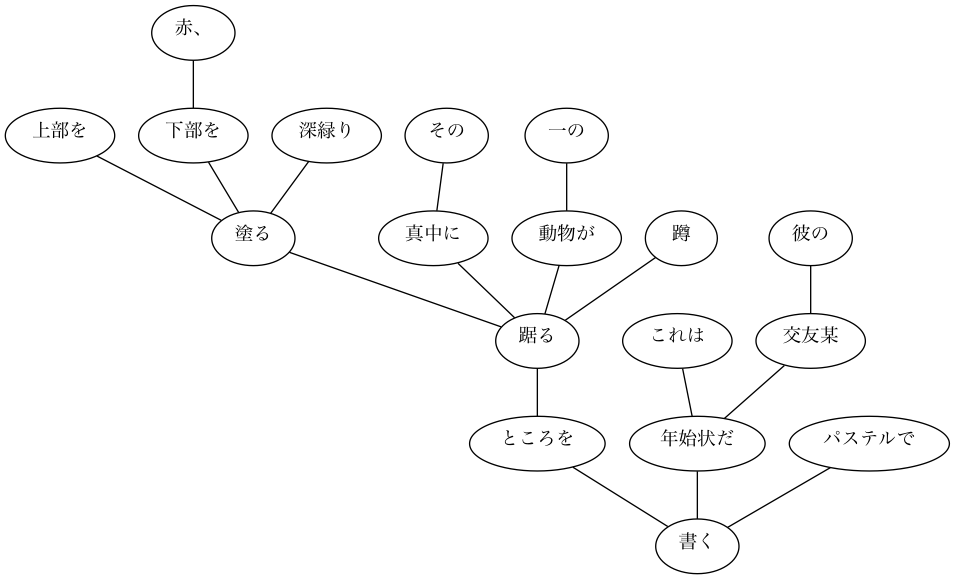 赤、
上部を
下部を
深緑り
その
一の
塗る
真中に
動物が
蹲
彼の
踞る
これは
交友某
ところを
年始状だ
パステルで
書く